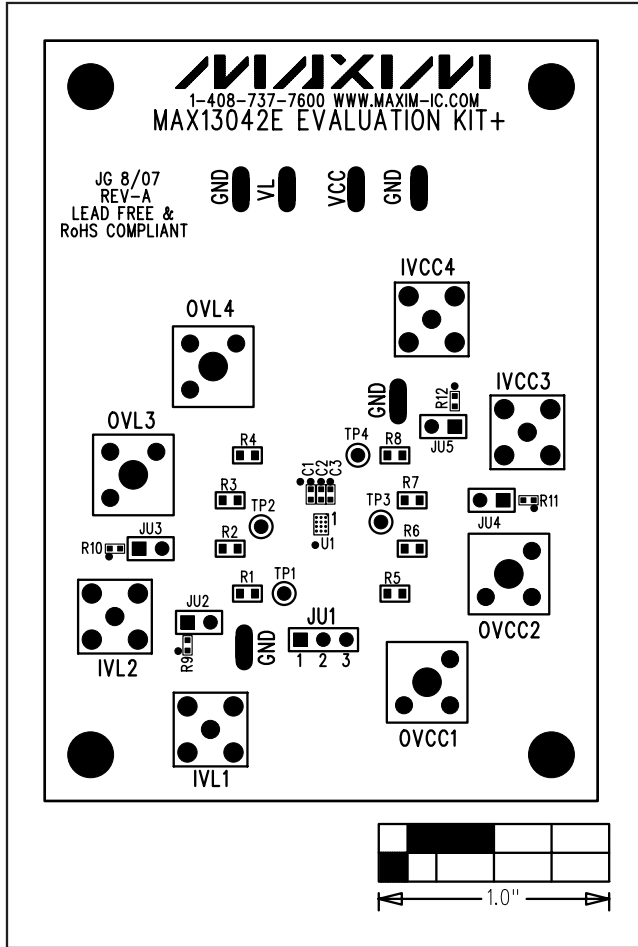 MAXIM
1-408-737-7600 WWW.MAXIM-IC.COM
MAX13042E EVALUATION KIT+
JG 8/07
REV-A
LEAD FREE &
RoHS COMPLIANT
GND
VL
VCC
GND
IVCC4
OVL4
IVCC3
R12
GND
OVL3
JU5
R4
TP4
R8
C1
C2
C3
R3
TP2
TP3
R7
JU4
R11
1
U1
JU3
R10
R2
R6
R1
TP1
R5
JU2
R9
GND
JU1
1 2 3
IVL2
OVCC2
OVCC1
IVL1
1.0"